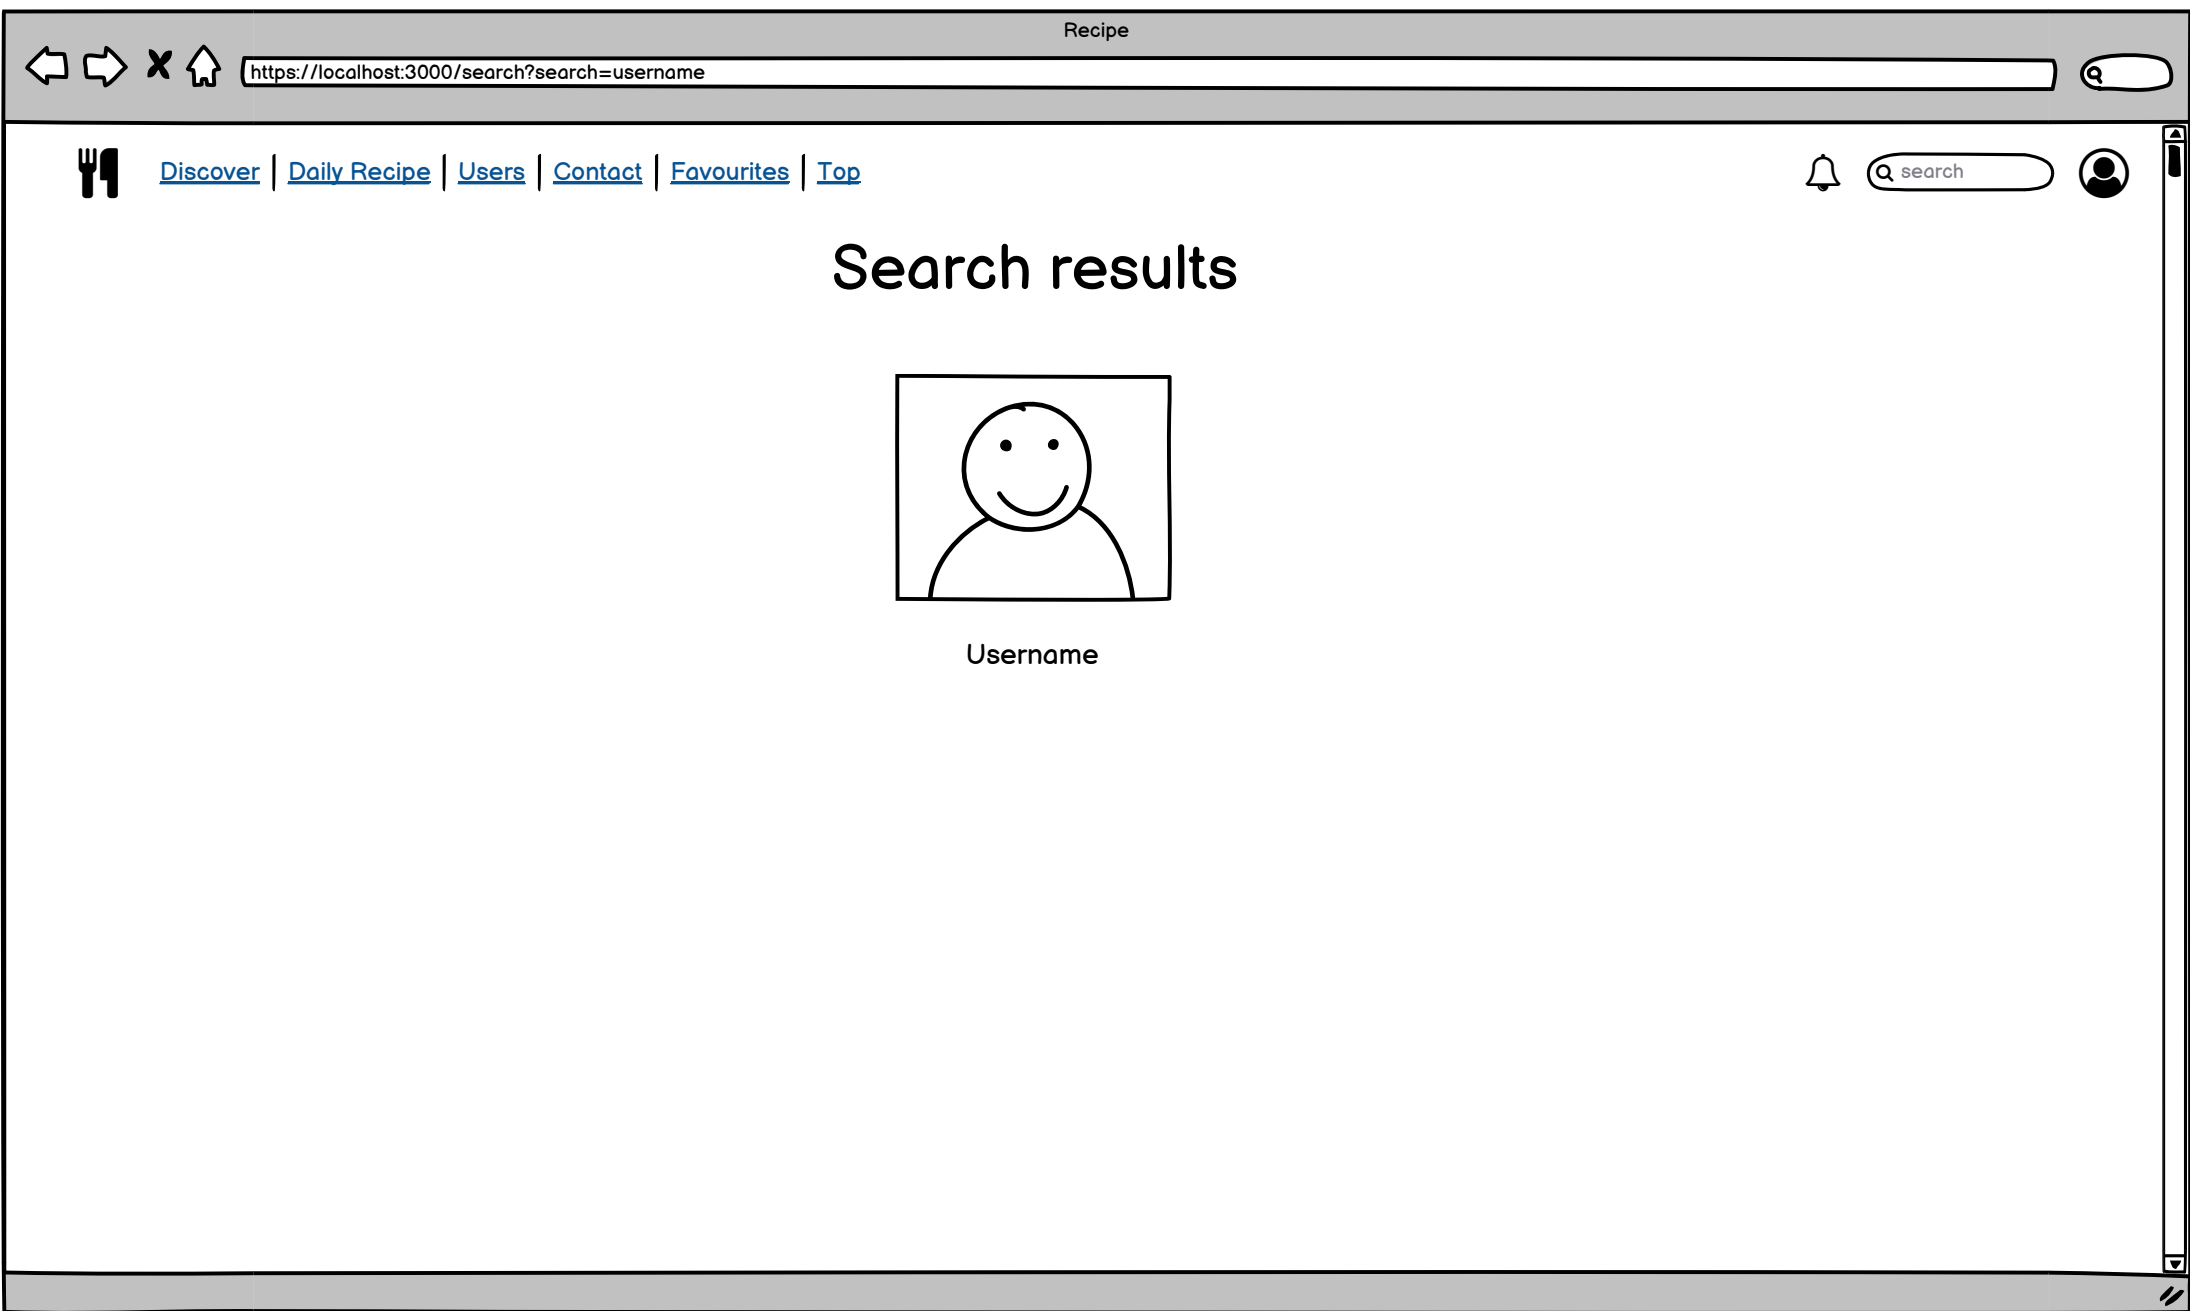 Recipe
https://localhost:3000/search?search=username
Discover | Daily Recipe | Users | Contact | Favourites | Top
search
Search results
Username